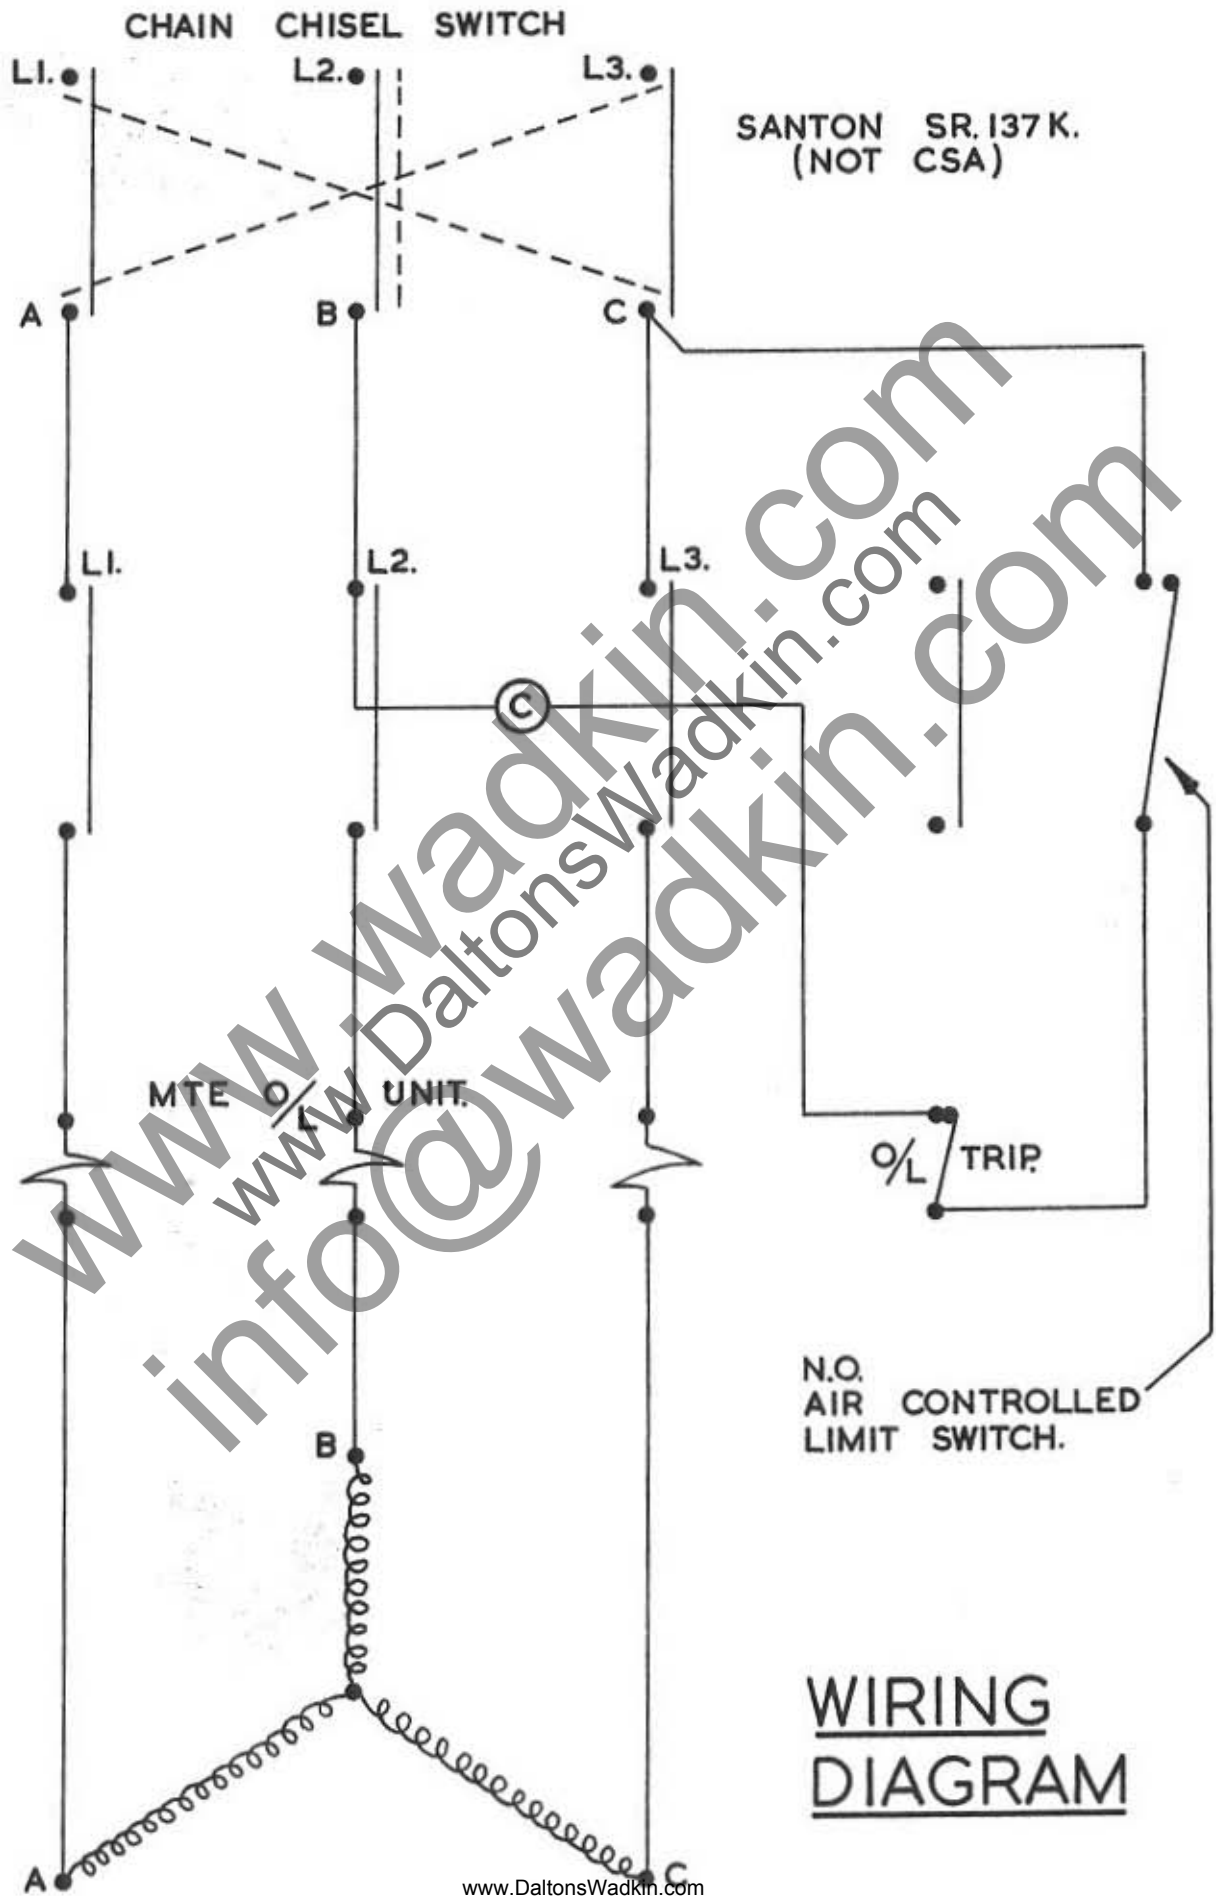 CHAIN CHISEL SWITCH
L1. L2. L3.
SANTON SR. 137 K.
(NOT CSA)
A B C
L1. L2. L3.
C
MTE O/L UNIT.
O/L TRIP.
N.O.
AIR CONTROLLED
LIMIT SWITCH.
B
WIRING
DIAGRAM
A C
www.wadkin.com
www.DaltonsWadkin.com
info@wadkin.com
www.DaltonsWadkin.com